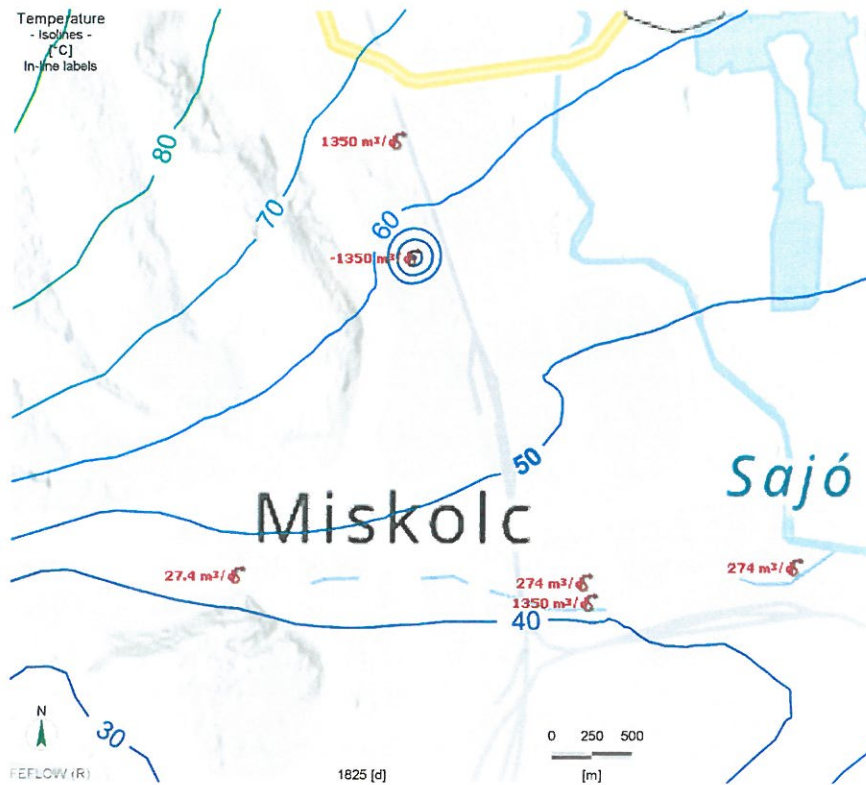 Temperature
- Isolines -
[°C]
In-line labels
1350 m³/d
80
70
60
-1350 m³/d
50
Sajó
Miskolc
27.4 m³/d
274 m³/d
274 m³/d
1350 m³/d
40
N
30
0 250 500
[m]
FEFLOW (R)
1825 [d]